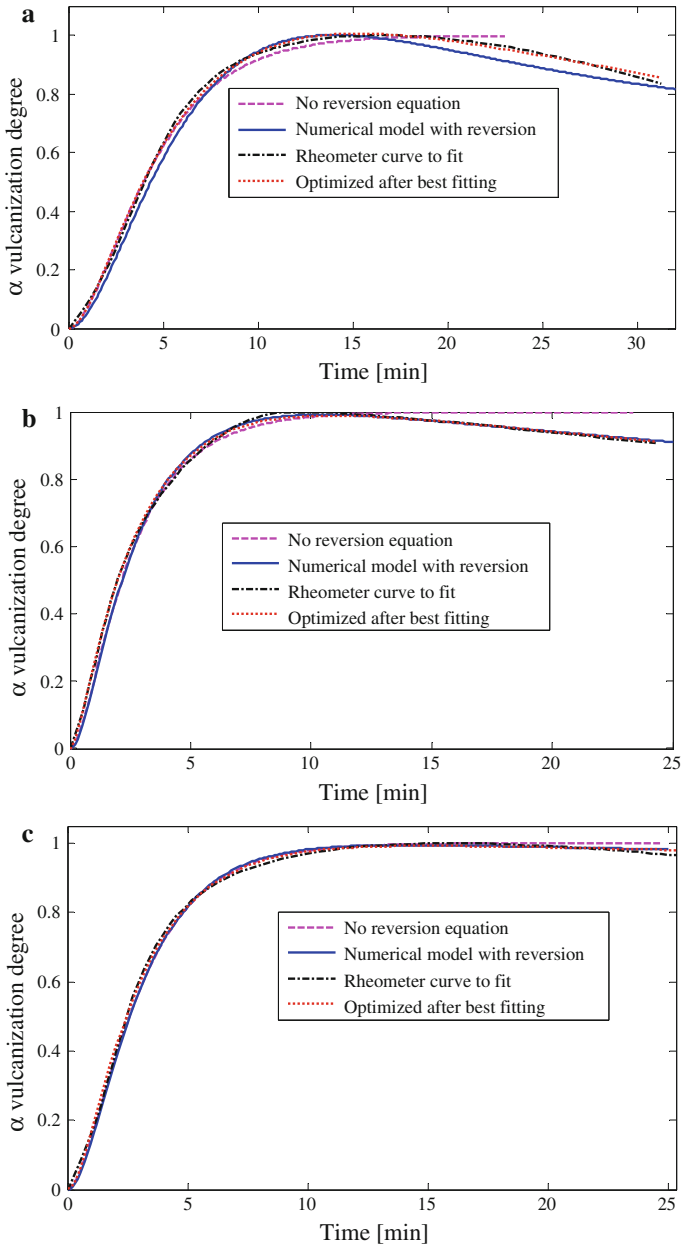 a
1
0.8
0.6
0.4
0.2
0
α vulcanization degree
No reversion equation
Numerical model with reversion
Rheometer curve to fit
Optimized after best fitting
0 5 10 15 20 25 30
Time [min]
b
1
0.8
0.6
0.4
0.2
0
α vulcanization degree
No reversion equation
Numerical model with reversion
Rheometer curve to fit
Optimized after best fitting
0 5 10 15 20 25
Time [min]
c
1
0.8
0.6
0.4
0.2
0
α vulcanization degree
No reversion equation
Numerical model with reversion
Rheometer curve to fit
Optimized after best fitting
0 5 10 15 20 25
Time [min]